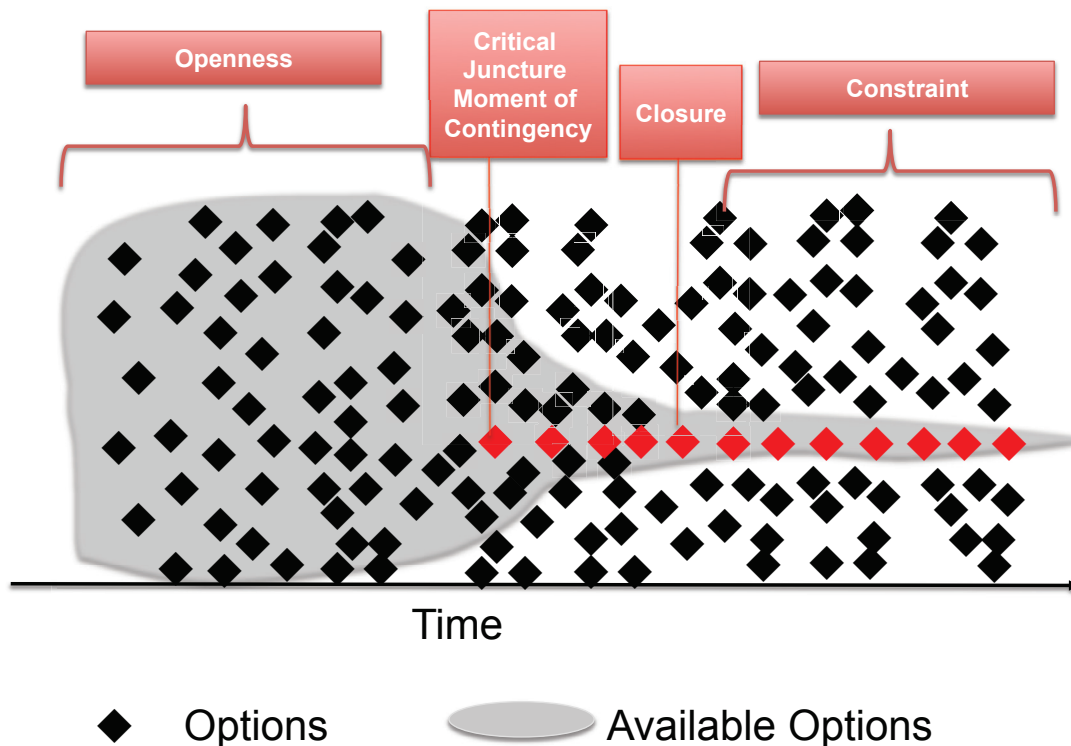 Openness
Critical
Juncture
Moment of
Contingency
Closure
Constraint
Time
Options
Available Options